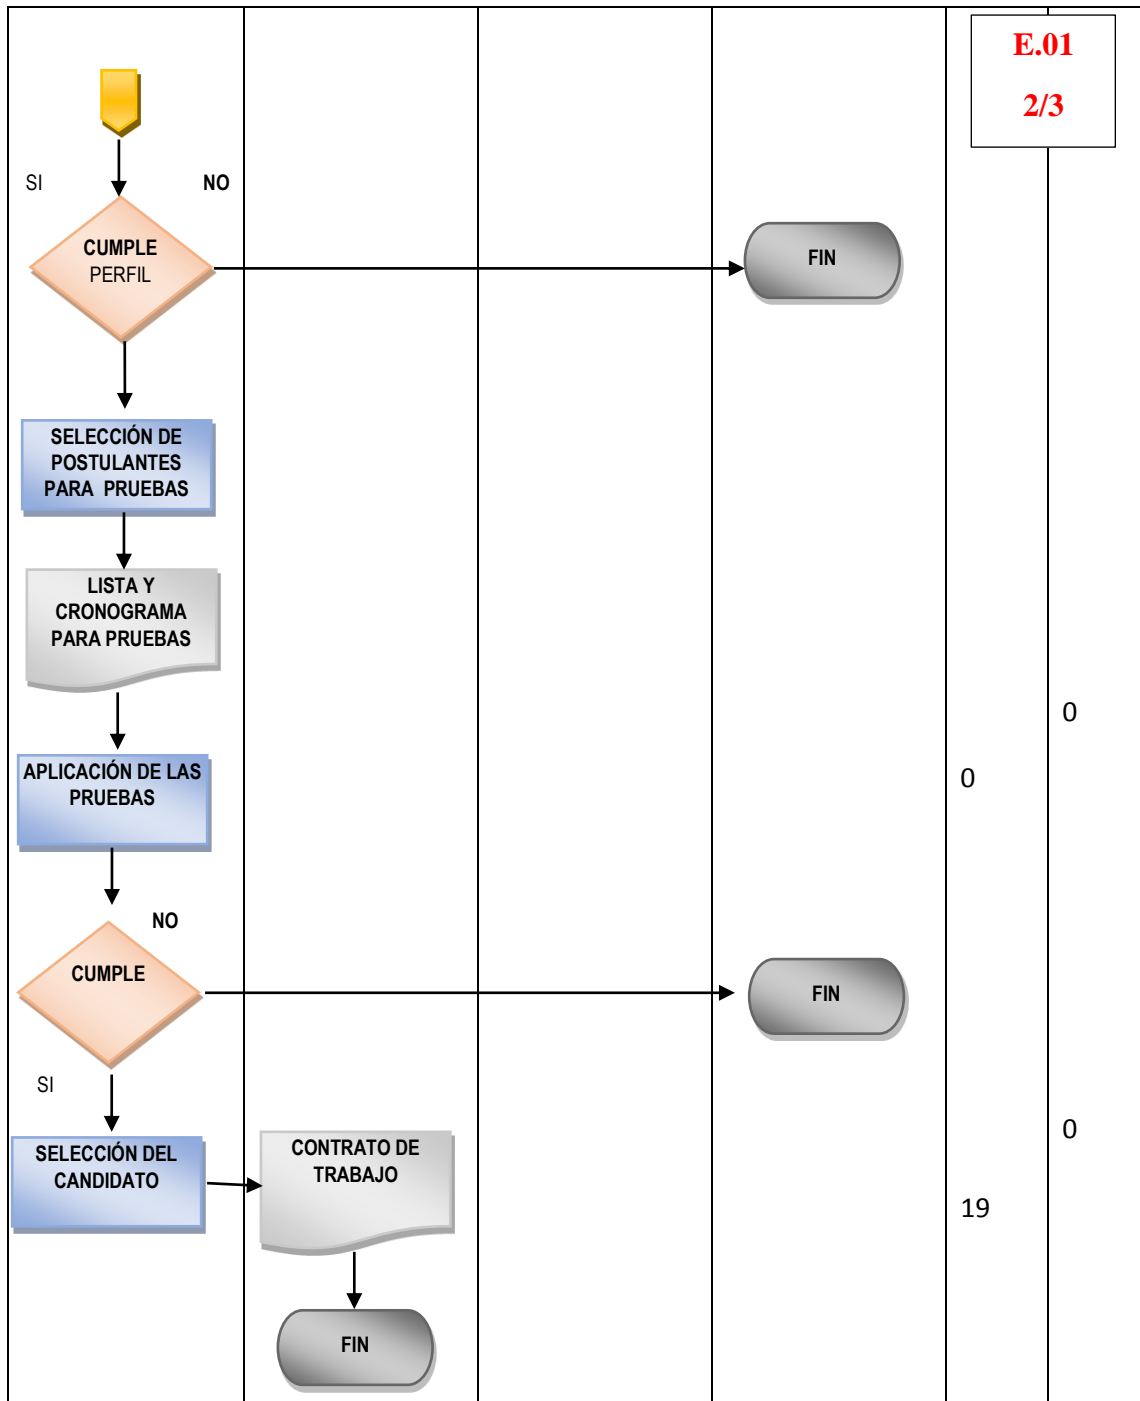 E.01
2/3
SI
NO
CUMPLE
PERFIL
FIN
SELECCIÓN DE
POSTULANTES
PARA PRUEBAS
LISTA Y
CRONOGRAMA
PARA PRUEBAS
0
APLICACIÓN DE LAS
PRUEBAS
0
NO
CUMPLE
FIN
SI
SELECCIÓN DEL
CANDIDATO
CONTRATO DE
TRABAJO
0
19
FIN